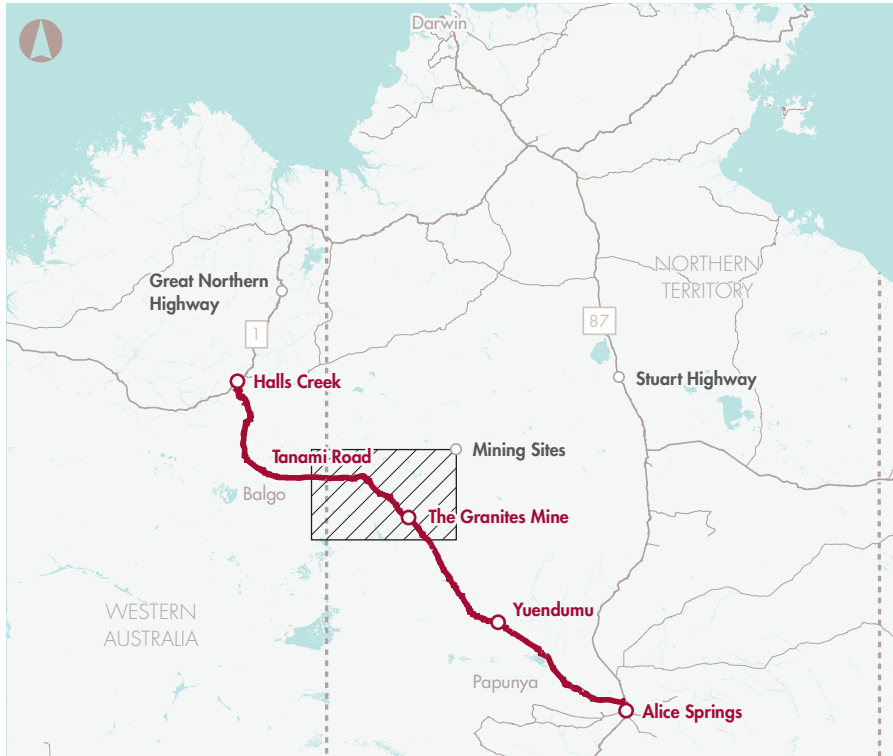 Darwin
NORTHERN
TERRITORY
Great Northern
Highway
1
87
Halls Creek
Stuart Highway
Tanami Road
Mining Sites
Balgo
The Granites Mine
WESTERN
AUSTRALIA
Yuendumu
Papunya
Alice Springs